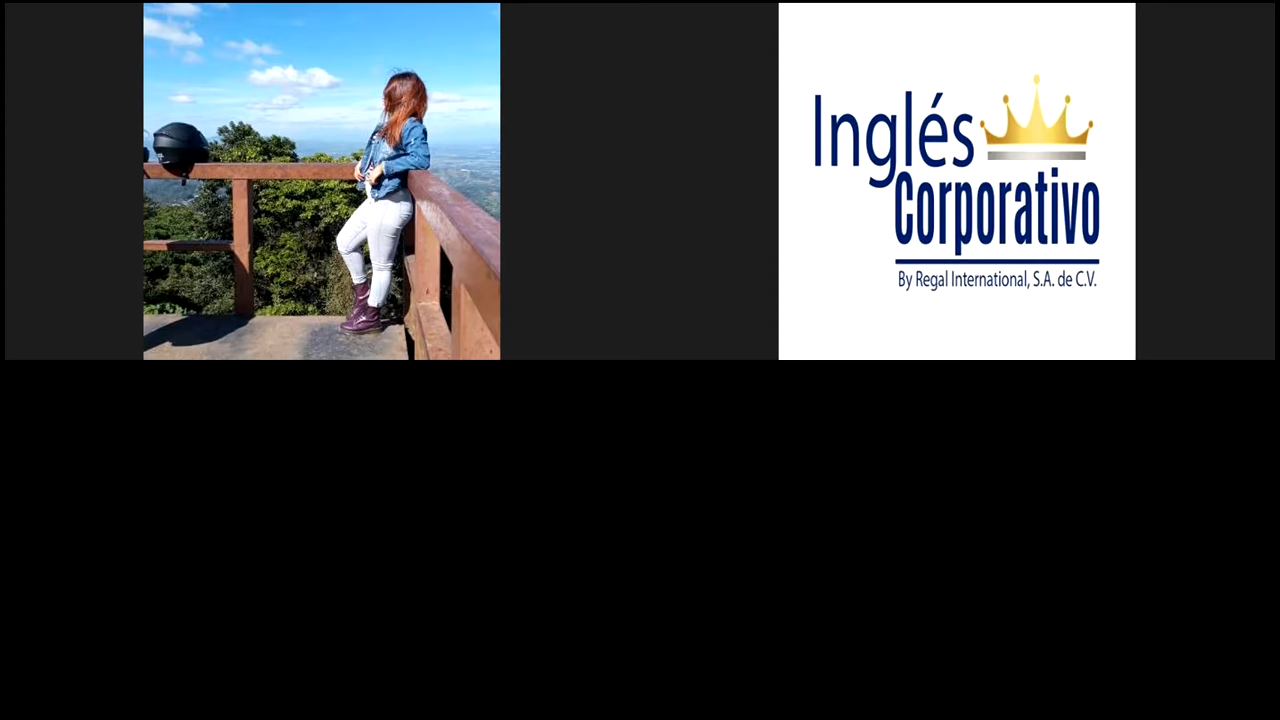 Inglés
Corporativo
By Regal International, S.A. de C.V.